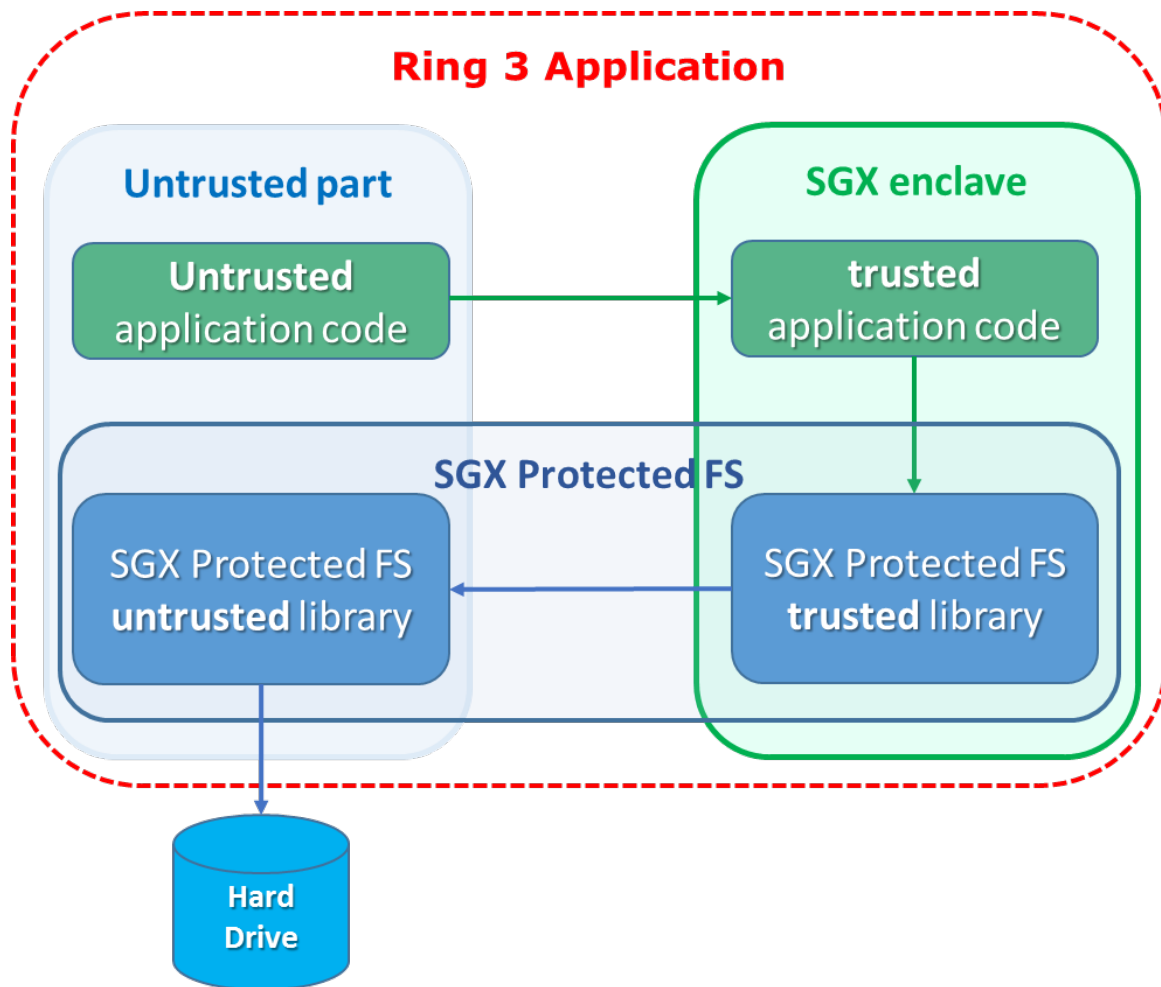 Ring 3 Application
Untrusted part
SGX enclave
Untrusted
application code
trusted
application code
SGX Protected FS
SGX Protected FS
untrusted library
SGX Protected FS
trusted library
Hard
Drive